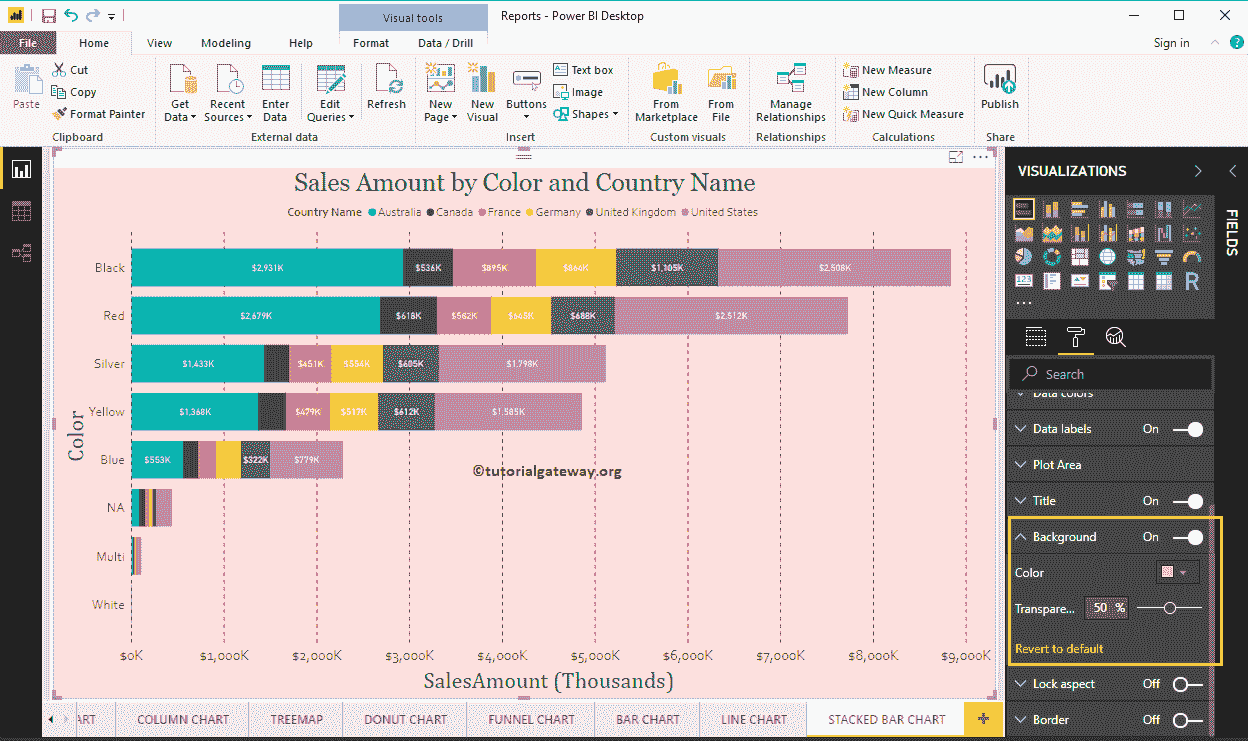 Visual tools
Reports - Power BI Desktop
File
Home
View
Modeling
Help
Format
Data / Drill
Sign in
Paste
Cut
Copy
Format Painter
Clipboard
Get Data
Recent Sources
Enter Data
Edit Queries
Refresh
External data
New Page
New Visual
Buttons
Text box
Image
Shapes
Insert
From Marketplace
From File
Custom visuals
Manage Relationships
Relationships
New Measure
New Column
New Quick Measure
Calculations
Publish
Share
Sales Amount by Color and Country Name
Country Name Australia Canada France Germany United Kingdom United States
Color
Black $2,931K $536K $895K $864K $1,105K $2,508K
Red $2,679K $618K $562K $645K $688K $2,512K
Silver $1,433K $451K $554K $605K $1,798K
Yellow $1,368K $479K $517K $612K $1,585K
Blue $553K $322K $779K
NA
Multi
White
©tutorialgateway.org
$0K $1,000K $2,000K $3,000K $4,000K $5,000K $6,000K $7,000K $8,000K $9,000K
SalesAmount (Thousands)
ART
COLUMN CHART
TREEMAP
DONUT CHART
FUNNEL CHART
BAR CHART
LINE CHART
STACKED BAR CHART
+
VISUALIZATIONS
FIELDS
123
R
...
Search
Data colors
Data labels On
Plot Area
Title On
Background On
Color
Transpare... 50 %
Revert to default
Lock aspect Off
Border Off